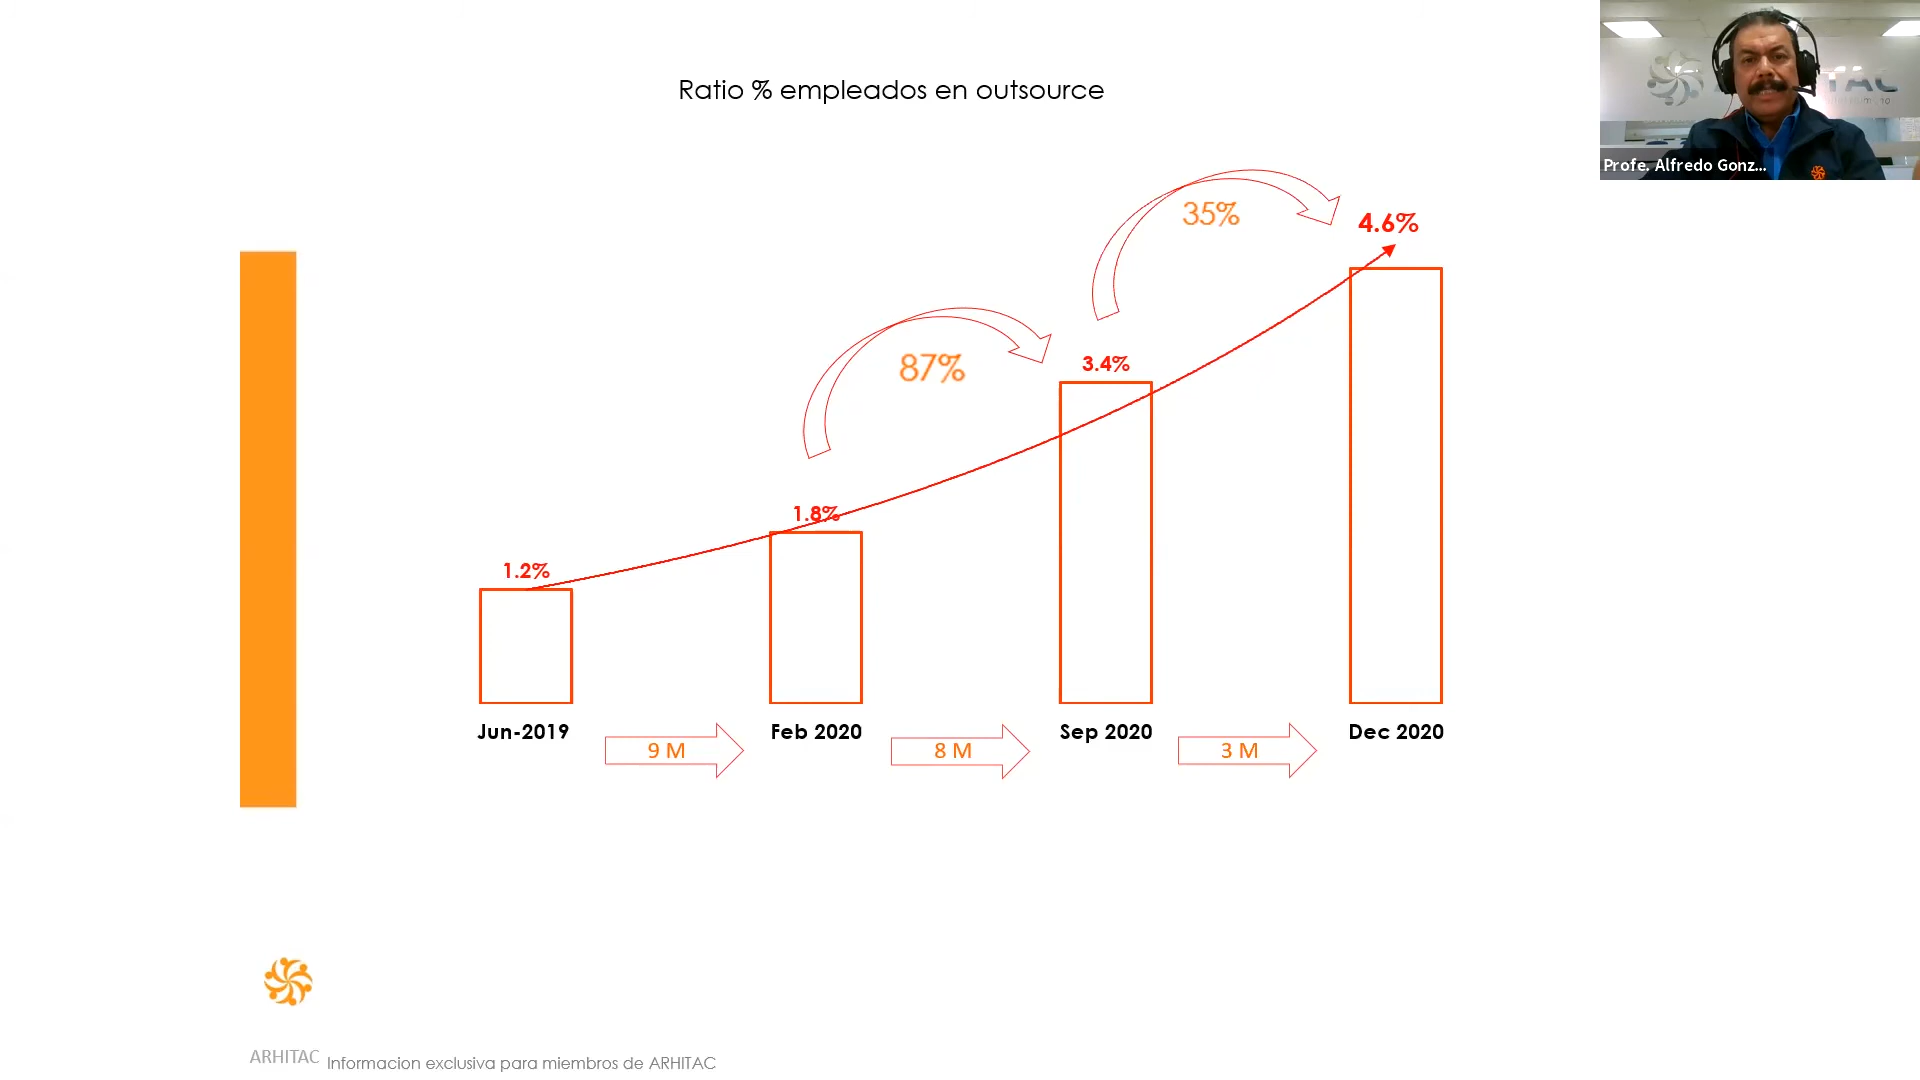 Ratio % empleados en outsource
TAC
Profe. Alfredo Gonz...
35%
4.6%
87%
3.4%
1.8%
1.2%
Jun-2019
Feb 2020
Sep 2020
Dec 2020
9 M
8 M
3 M
ARHITAC
Informacion exclusiva para miembros de ARHITAC